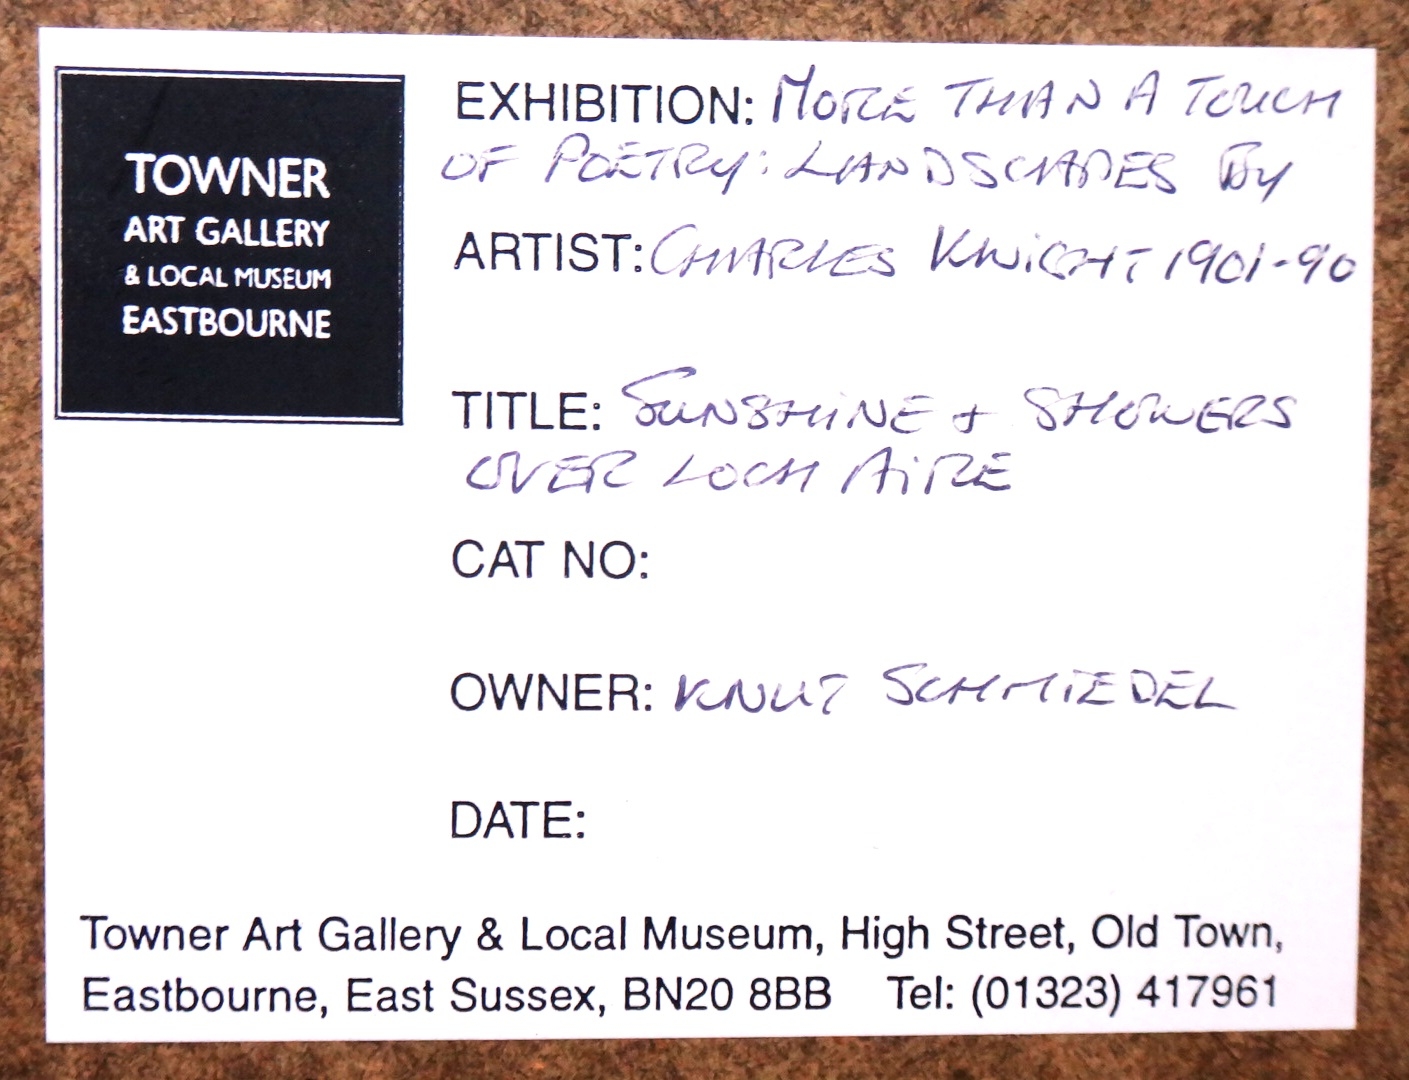 TOWNER
ART GALLERY
& LOCAL MUSEUM
EASTBOURNE
EXHIBITION: MORE THAN A TOUCH
OF POETRY: LANDSCAPES BY
ARTIST: CHARLES KNIGHT 1901-90
TITLE: SUNSHINE + SHOWERS
OVER LOCH AIRE
CAT NO:
OWNER: KNUT SCHMIEDEL
DATE:
Towner Art Gallery & Local Museum, High Street, Old Town,
Eastbourne, East Sussex, BN20 8BB Tel: (01323) 417961